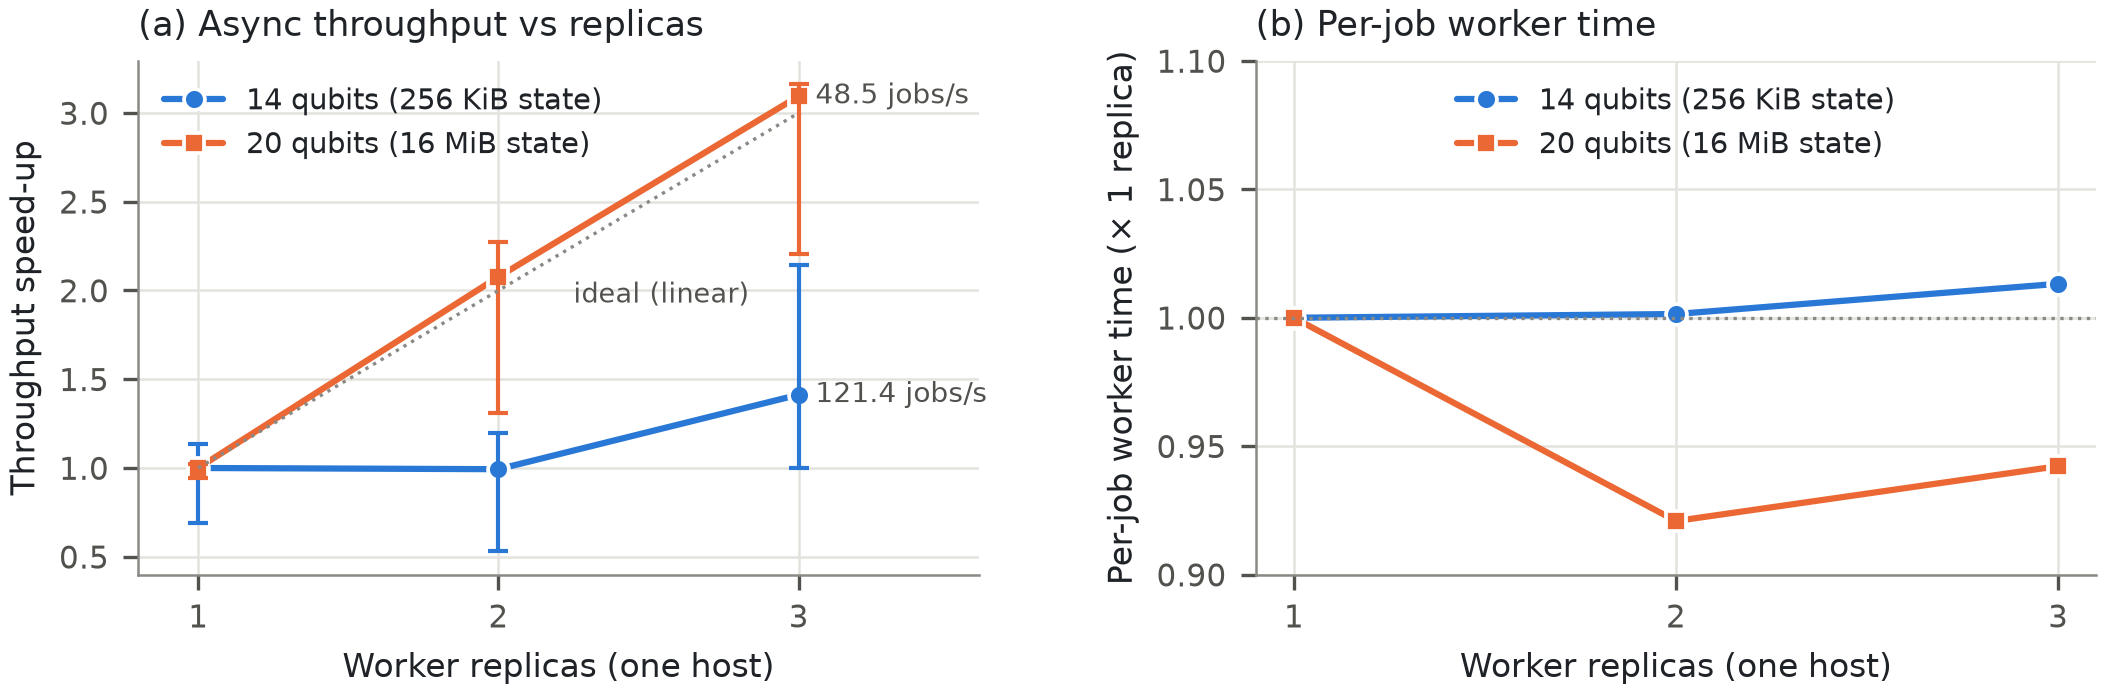 (a) Async throughput vs replicas
14 qubits (256 KiB state)
20 qubits (16 MiB state)
48.5 jobs/s
ideal (linear)
121.4 jobs/s
Throughput speed-up
3.0
2.5
2.0
1.5
1.0
0.5
1
2
3
Worker replicas (one host)
(b) Per-job worker time
14 qubits (256 KiB state)
20 qubits (16 MiB state)
Per-job worker time (× 1 replica)
1.10
1.05
1.00
0.95
0.90
1
2
3
Worker replicas (one host)